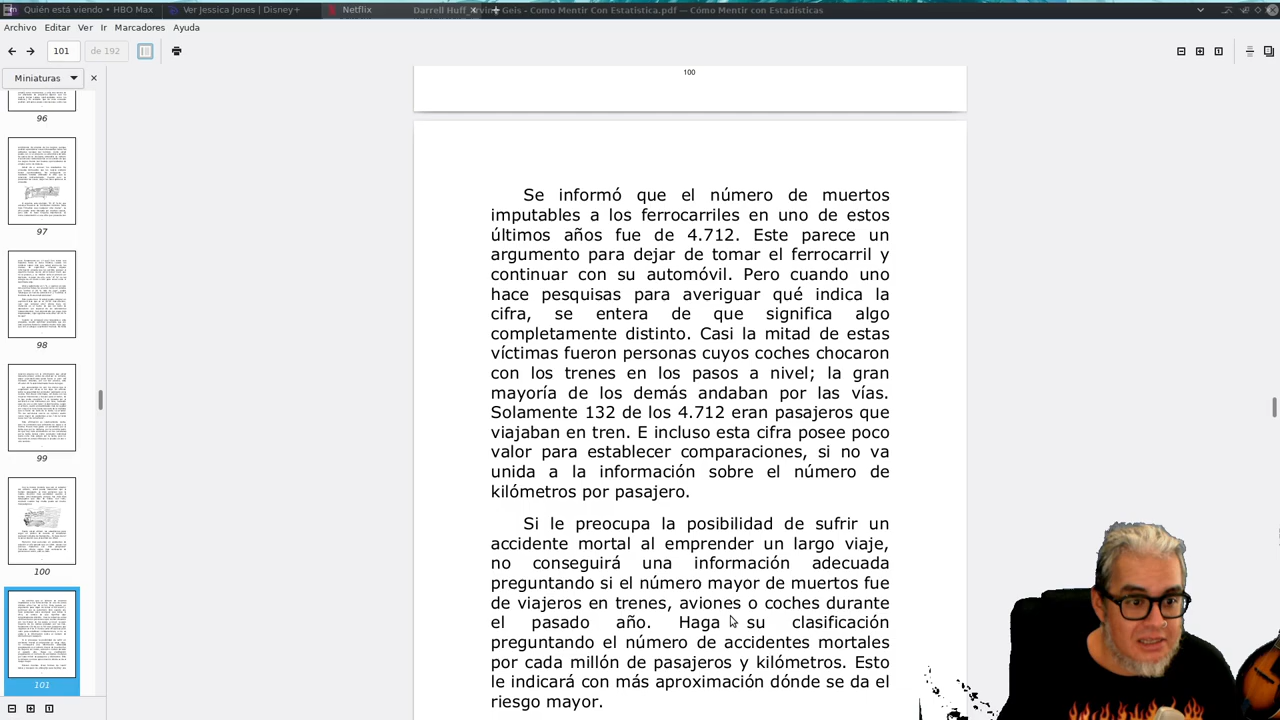 Quién está viendo • HBO Max
Ver Jessica Jones | Disney+
Netflix
Darrell Huff, Irving Geis - Como Mentir Con Estatistica.pdf — Cómo Mentir con Estadísticas
Archivo Editar Ver Ir Marcadores Ayuda
101 de 192
Miniaturas
96
97
98
99
100
101
100
Se informó que el número de muertos
imputables a los ferrocarriles en uno de estos
últimos años fue de 4.712. Este parece un
argumento para dejar de tomar el ferrocarril y
continuar con su automóvil. Pero cuando uno
hace pesquisas para averiguar qué indica la
cifra, se entera de que significa algo
completamente distinto. Casi la mitad de estas
víctimas fueron personas cuyos coches chocaron
con los trenes en los pasos a nivel; la gran
mayoría de los demás andaban por las vías.
Solamente 132 de los 4.712 eran pasajeros que
viajaban en tren. E incluso esta cifra posee poco
valor para establecer comparaciones, si no va
unida a la información sobre el número de
kilómetros por pasajero.
Si le preocupa la posibilidad de sufrir un
accidente mortal al emprender un largo viaje,
no conseguirá una información adecuada
preguntando si el número mayor de muertos fue
de viajeros en trenes, aviones o coches durante
el pasado año. Haga su clasificación
preguntando el número de accidentes mortales
por cada millón de pasajeros y kilómetros. Esto
le indicará con más aproximación dónde se da el
riesgo mayor.